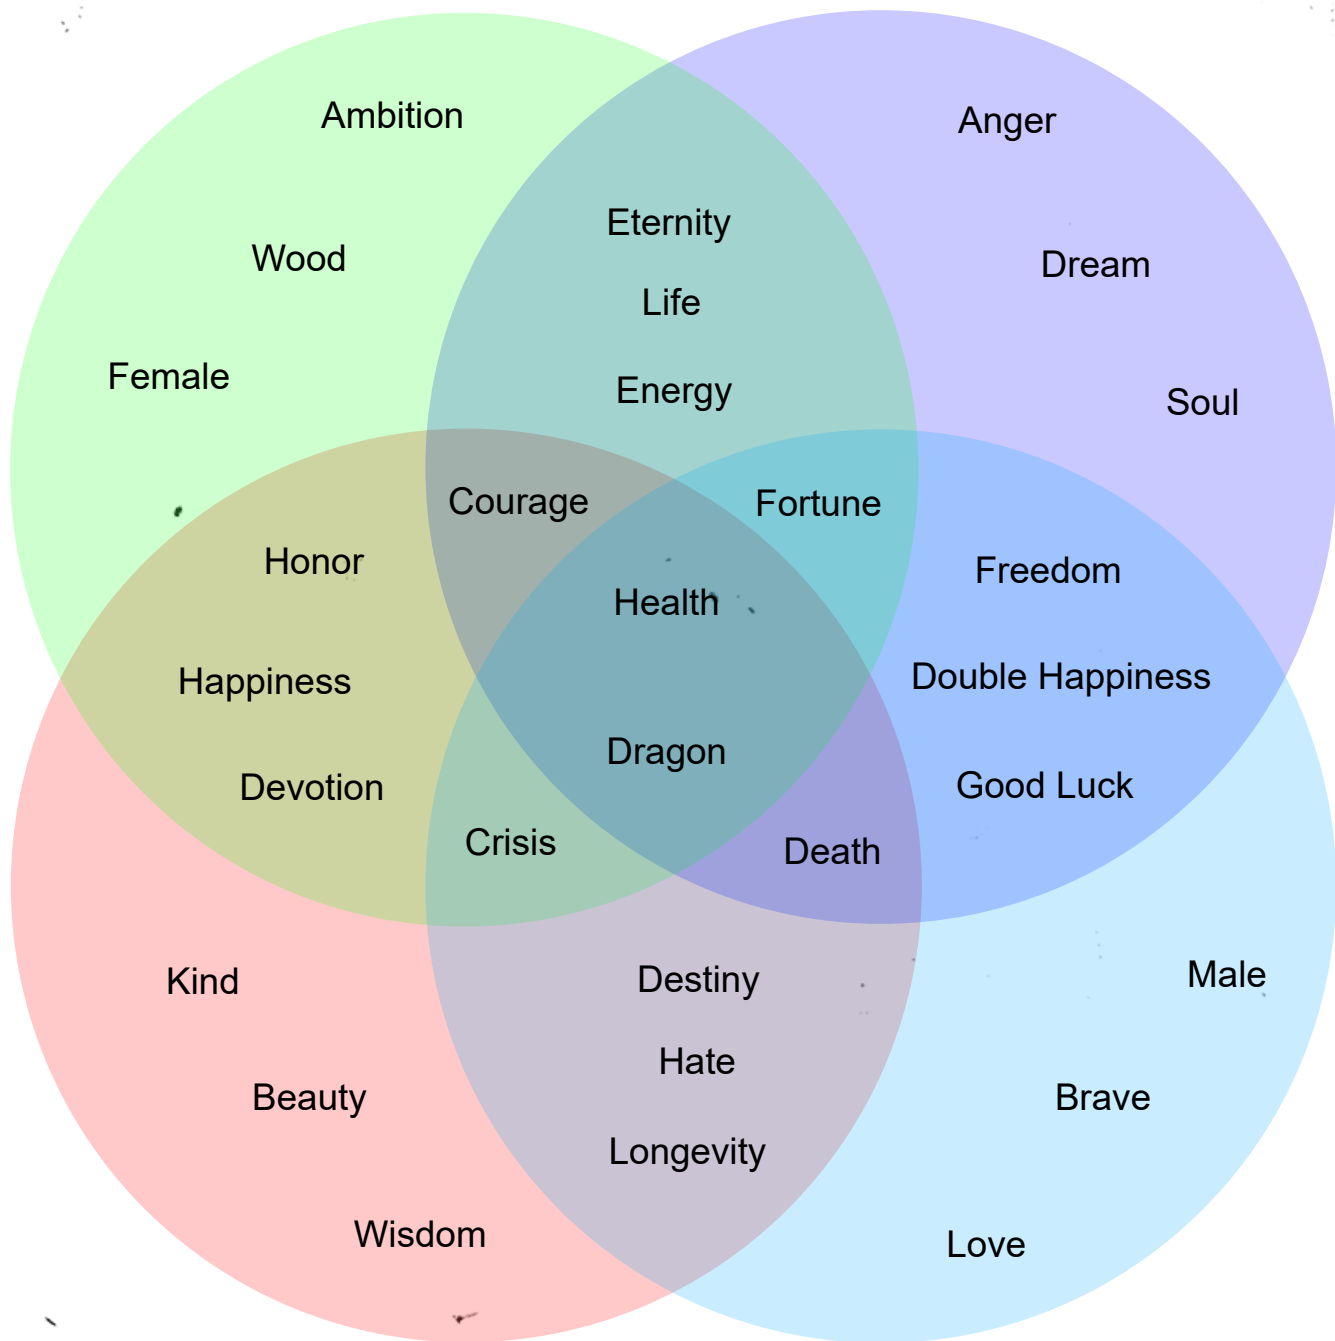 Ambition
Anger
Eternity
Wood
Dream
Life
Female
Energy
Soul
Courage
Fortune
Honor
Freedom
Health
Happiness
Double Happiness
Dragon
Devotion
Good Luck
Crisis
Death
Kind
Destiny
Male
Hate
Beauty
Brave
Longevity
Wisdom
Love